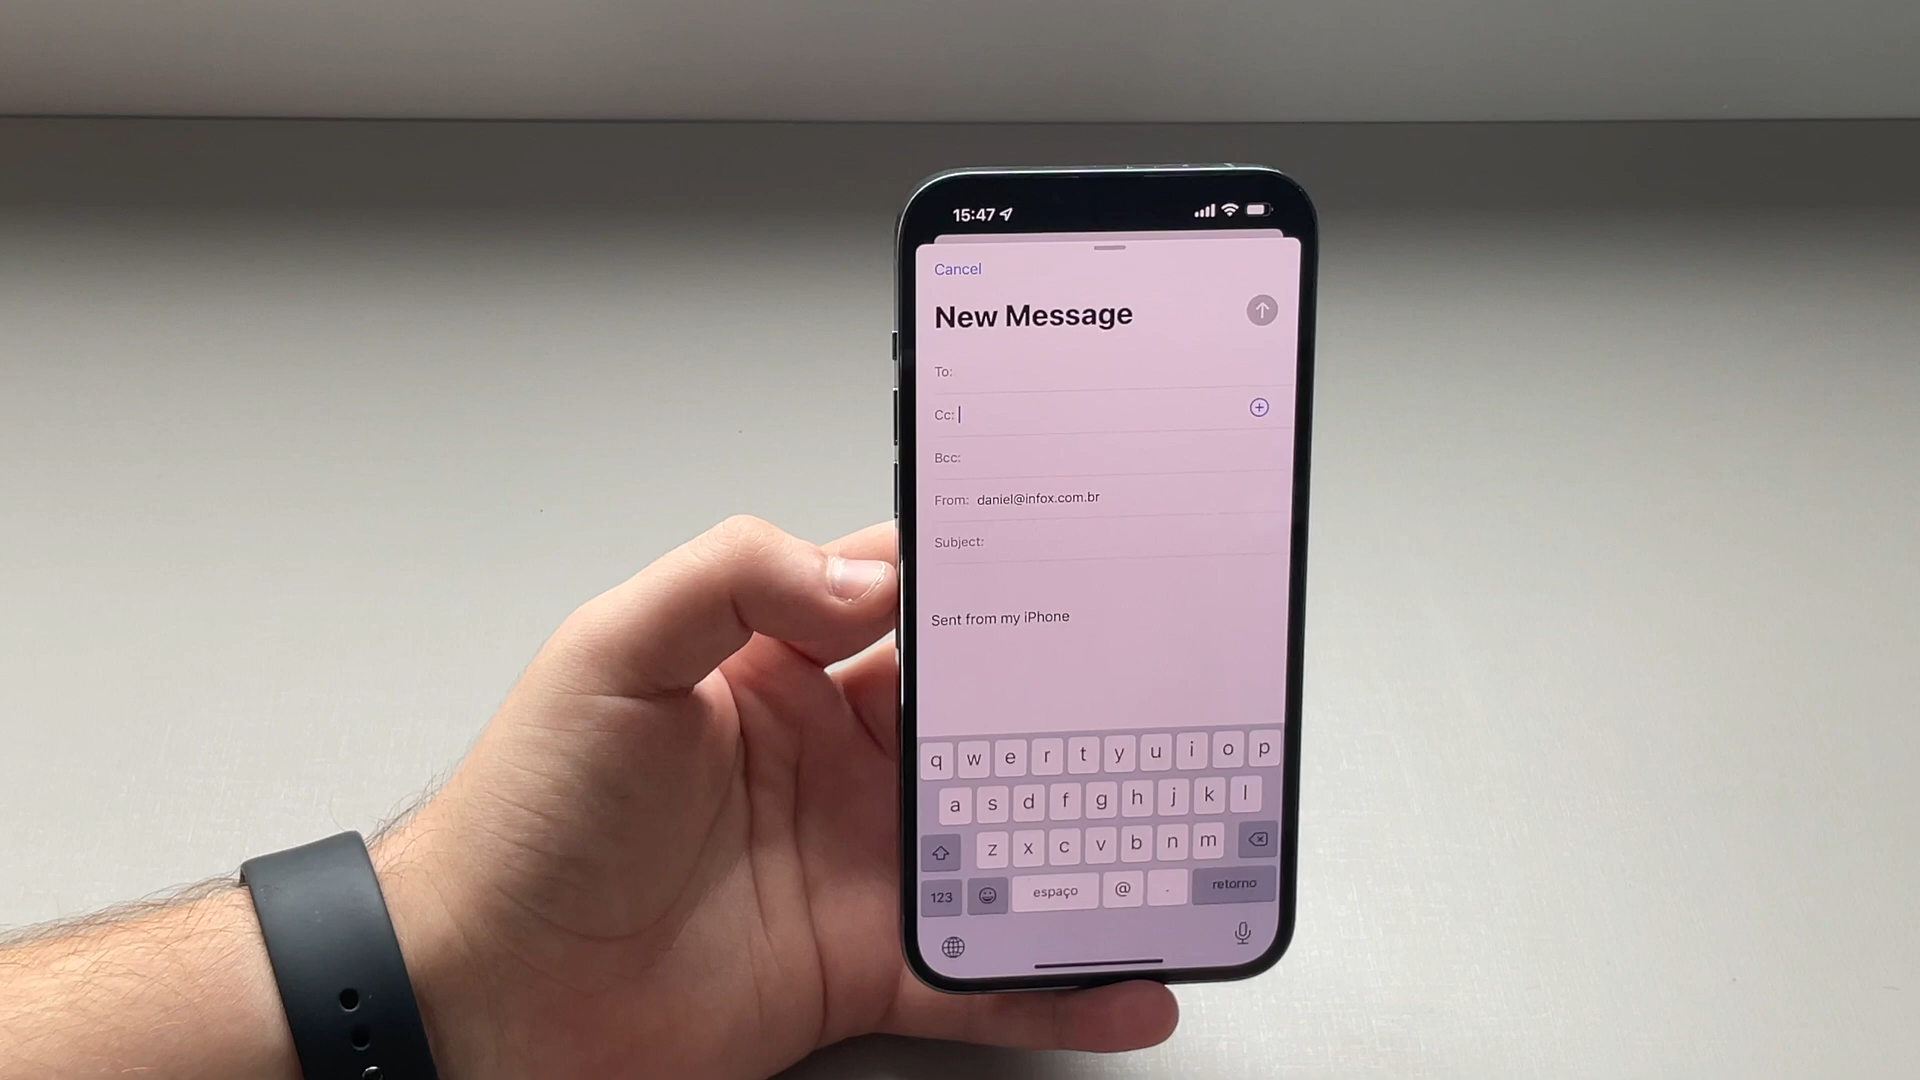 15:47
Cancel
New Message
To:
Cc:
Bcc:
From: daniel@infox.com.br
Subject:
Sent from my iPhone
q w e r t y u i o p
a s d f g h j k l
z x c v b n m
123 espaço @ . retorno